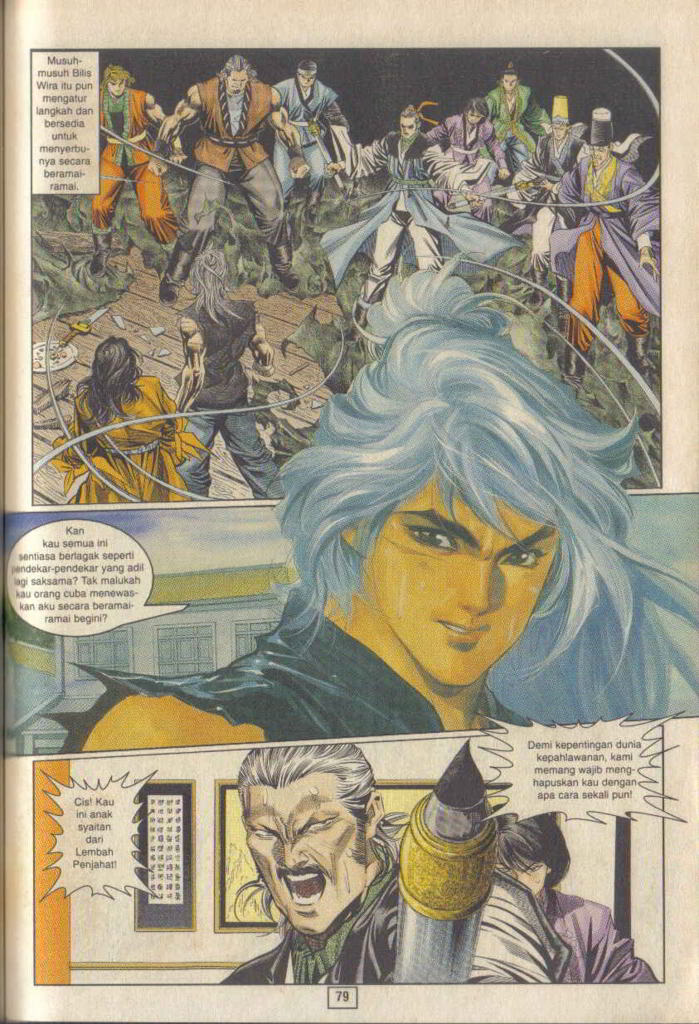 Musuh-
musuh Bilis
Wira itu pun
mengatur
langkah dan
bersedia
untuk
menyerbu-
nya secara
beramai-
ramai.
Kan
kau semua ini
sentiasa berlagak seperti
pendekar-pendekar yang adil
lagi saksama? Tak malukah
kau orang cuba menewas-
kan aku secara beramai-
ramai begini?
Demi kepentingan dunia
kepahlawanan, kami
memang wajib meng-
hapuskan kau dengan
apa cara sekali pun!
Cis! Kau
ini anak
syaitan
dari
Lembah
Penjahat!
79